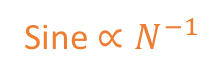 Sine ∝ N⁻¹